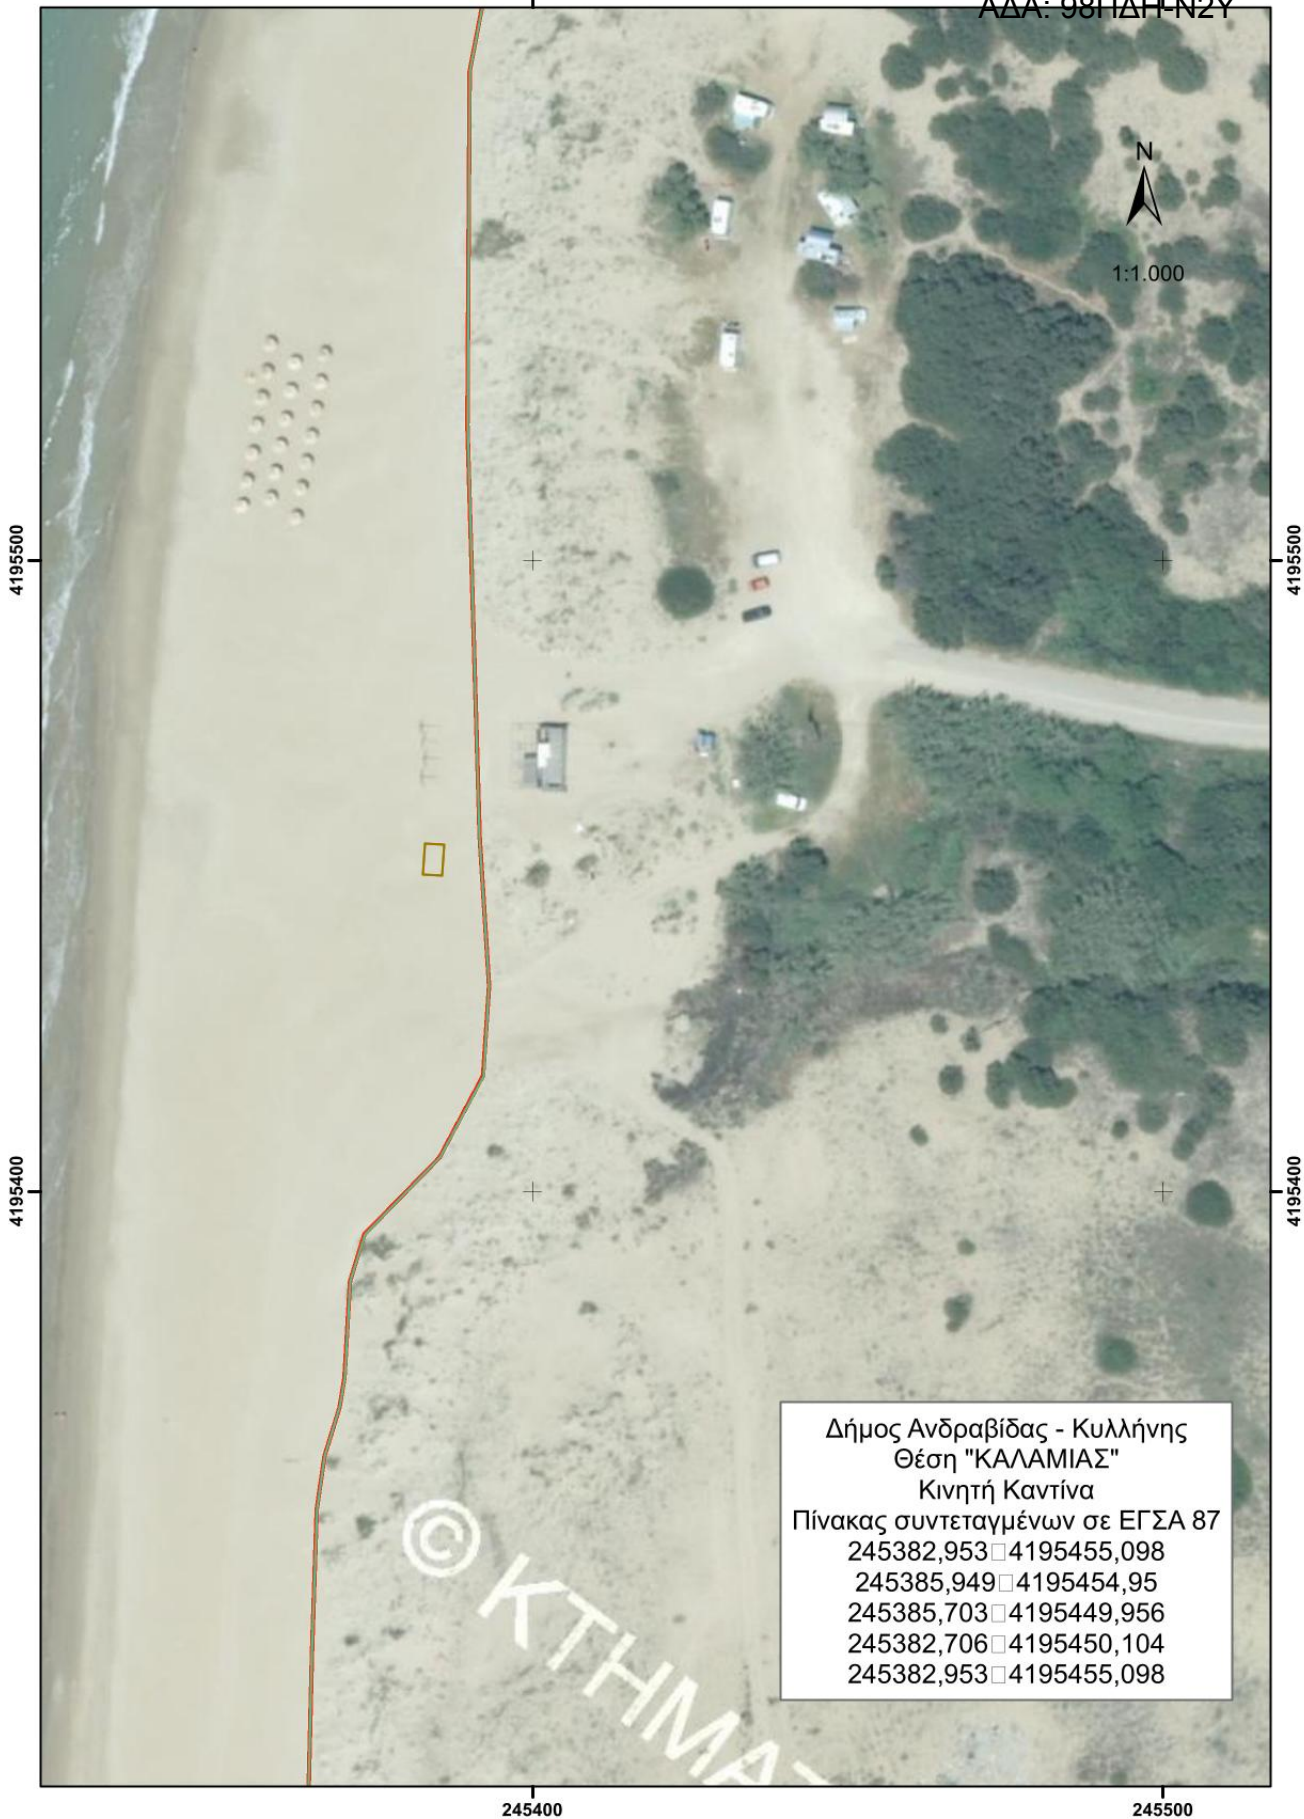 ΑΔΑ: 98ΠΔΗ-Ν2Υ
N
1:1.000
4195500
4195500
4195400
4195400
Δήμος Ανδραβίδας - Κυλλήνης
Θέση "ΚΑΛΑΜΙΑΣ"
Κινητή Καντίνα
Πίνακας συντεταγμένων σε ΕΓΣΑ 87
245382,953□4195455,098
245385,949□4195454,95
245385,703□4195449,956
245382,706□4195450,104
245382,953□4195455,098
© ΚΤΗΜΑΤ
245400
245500